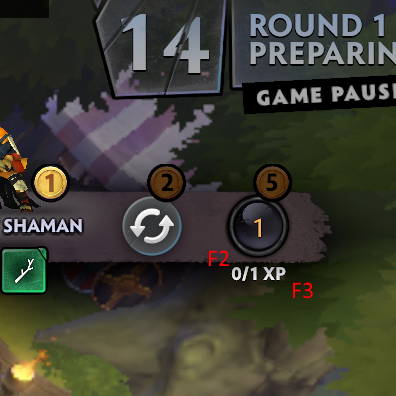 14
ROUND 1
PREPARIN
GAME PAUS
1
2
5
SHAMAN
1
F2
0/1 XP
F3